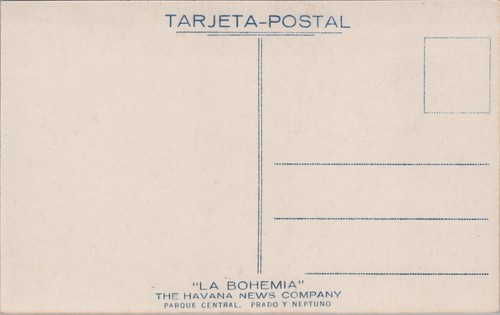 TARJETA-POSTAL
"LA BOHEMIA"
THE HAVANA NEWS COMPANY
PARQUE CENTRAL, PRADO Y NEPTUNO